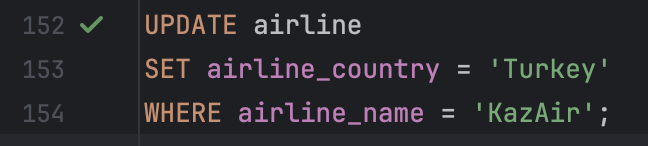 152 UPDATE airline
153 SET airline_country = 'Turkey'
154 WHERE airline_name = 'KazAir';